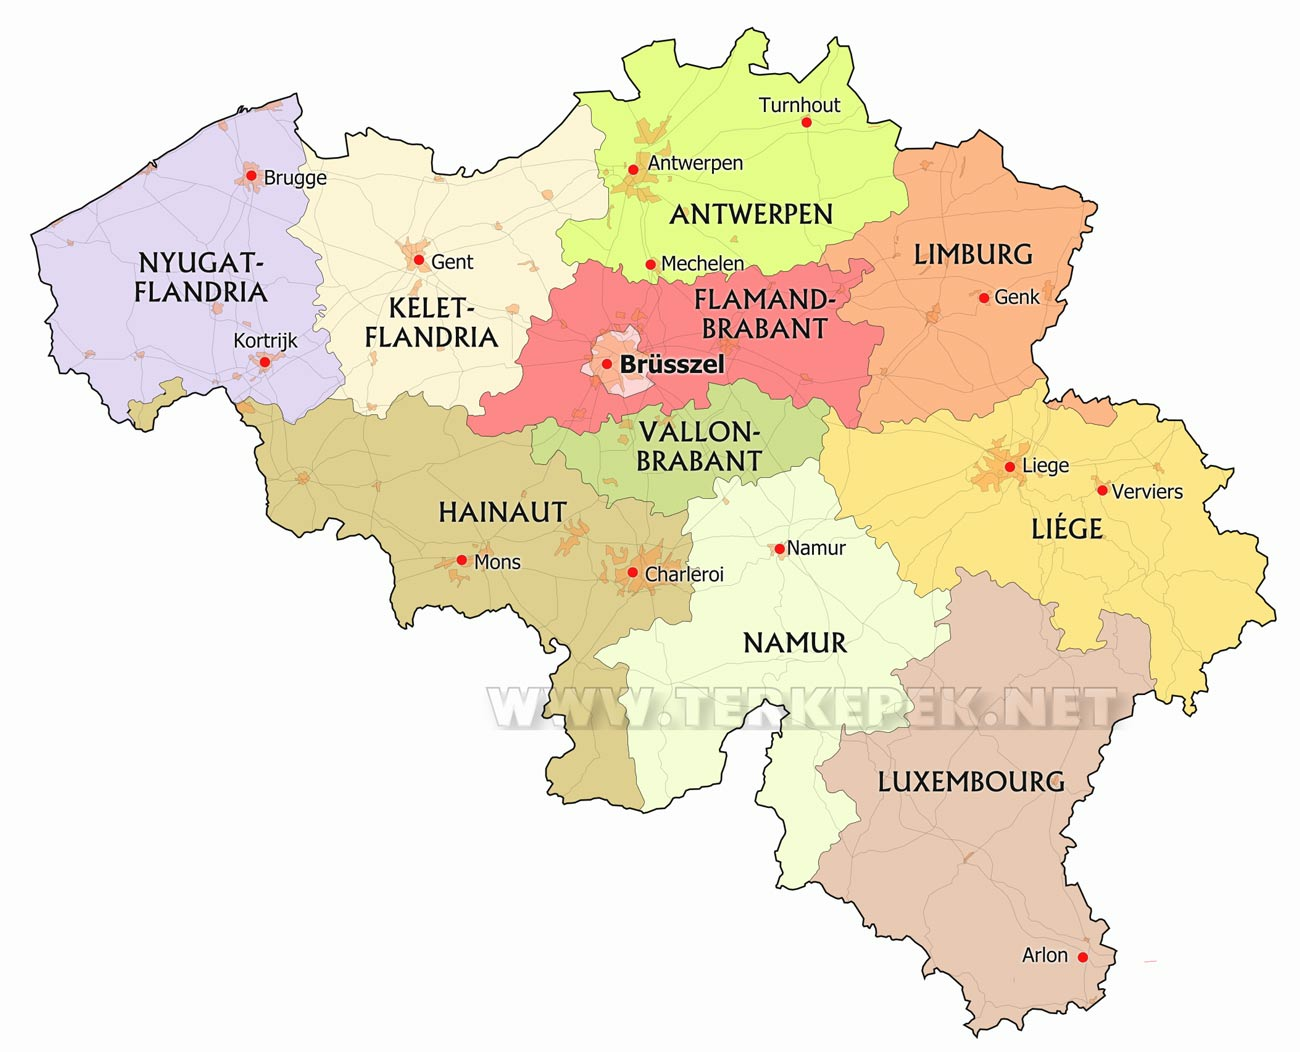 Turnhout
Antwerpen
Brugge
ANTWERPEN
NYUGAT-
FLANDRIA
Gent
Mechelen
LIMBURG
KELET-
FLANDRIA
FLAMAND-
BRABANT
Genk
Kortrijk
Brüsszel
VALLON-
BRABANT
Liege
Verviers
HAINAUT
LIÉGE
Mons
Charleroi
Namur
NAMUR
WWW.TERKEPEK.NET
LUXEMBOURG
Arlon